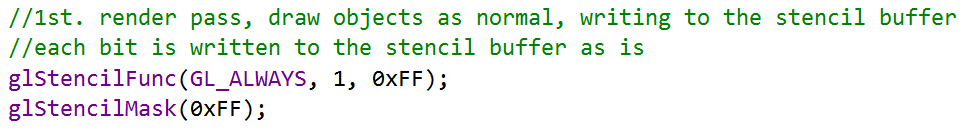 //1st. render pass, draw objects as normal, writing to the stencil buffer
//each bit is written to the stencil buffer as is
glStencilFunc(GL_ALWAYS, 1, 0xFF);
glStencilMask(0xFF);